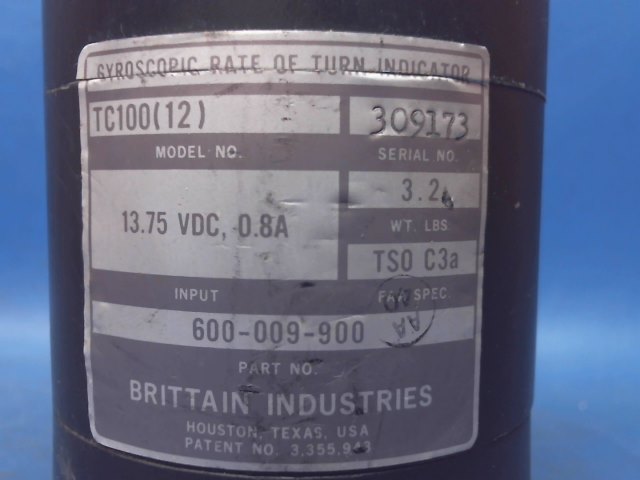 GYROSCOPIC RATE OF TURN INDICATOR
TC100(12) 309173
MODEL NO. SERIAL NO.
3.2
13.75 VDC, 0.8A WT. LBS.
TSO C3a
INPUT FAA SPEC.
600-009-900
PART NO.
BRITTAIN INDUSTRIES
HOUSTON, TEXAS, USA
PATENT NO. 3,355,943